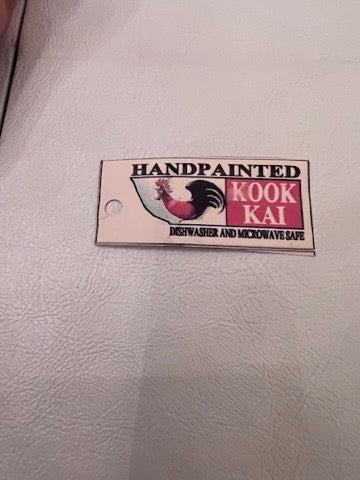 HANDPAINTED
KOOK
KAI
DISHWASHER AND MICROWAVE SAFE